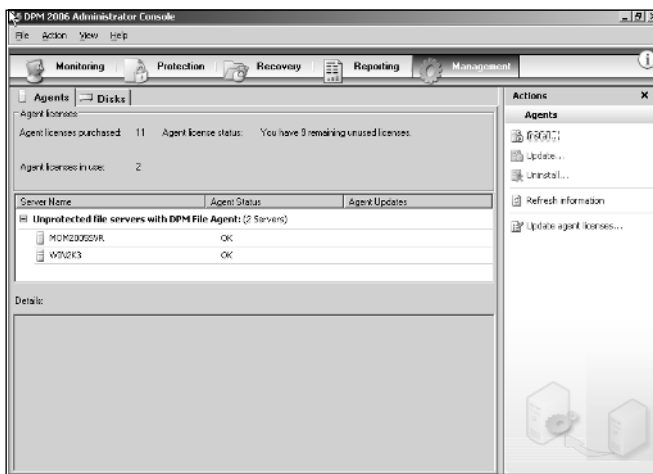 DPM 2006 Administrator Console
File Action View Help
Monitoring Protection Recovery Reporting Management
Agents Disks
Agent licenses
Agent licenses purchased: 11 Agent license status: You have 9 remaining unused licenses.
Agent licenses in use: 2
Server Name Agent Status Agent Updates
Unprotected file servers with DPM File Agent: (2 Servers)
MOM2005SVR OK
WIN2K3 OK
Details:
Actions
Agents
Update...
Uninstall...
Refresh information
Update agent licenses...